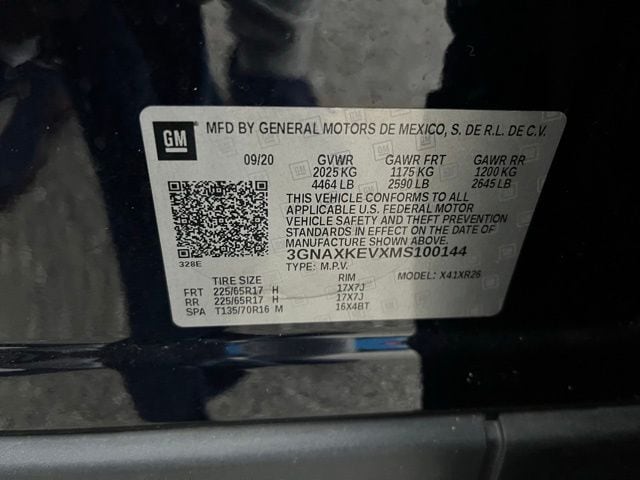 GM MFD BY GENERAL MOTORS DE MEXICO, S. DE R.L. DE C.V.
09/20 GVWR GAWR FRT GAWR RR
2025 KG 1175 KG 1200 KG
4464 LB 2590 LB 2645 LB
THIS VEHICLE CONFORMS TO ALL
APPLICABLE U.S. FEDERAL MOTOR
VEHICLE SAFETY AND THEFT PREVENTION
STANDARDS IN EFFECT ON THE DATE OF
MANUFACTURE SHOWN ABOVE.
3GNAXKEVXMS100144
328E TYPE: M.P.V. MODEL: X41XR26
TIRE SIZE RIM
FRT 225/65R17 H 17X7J
RR 225/65R17 H 17X7J
SPA T135/70R16 M 16X4BT